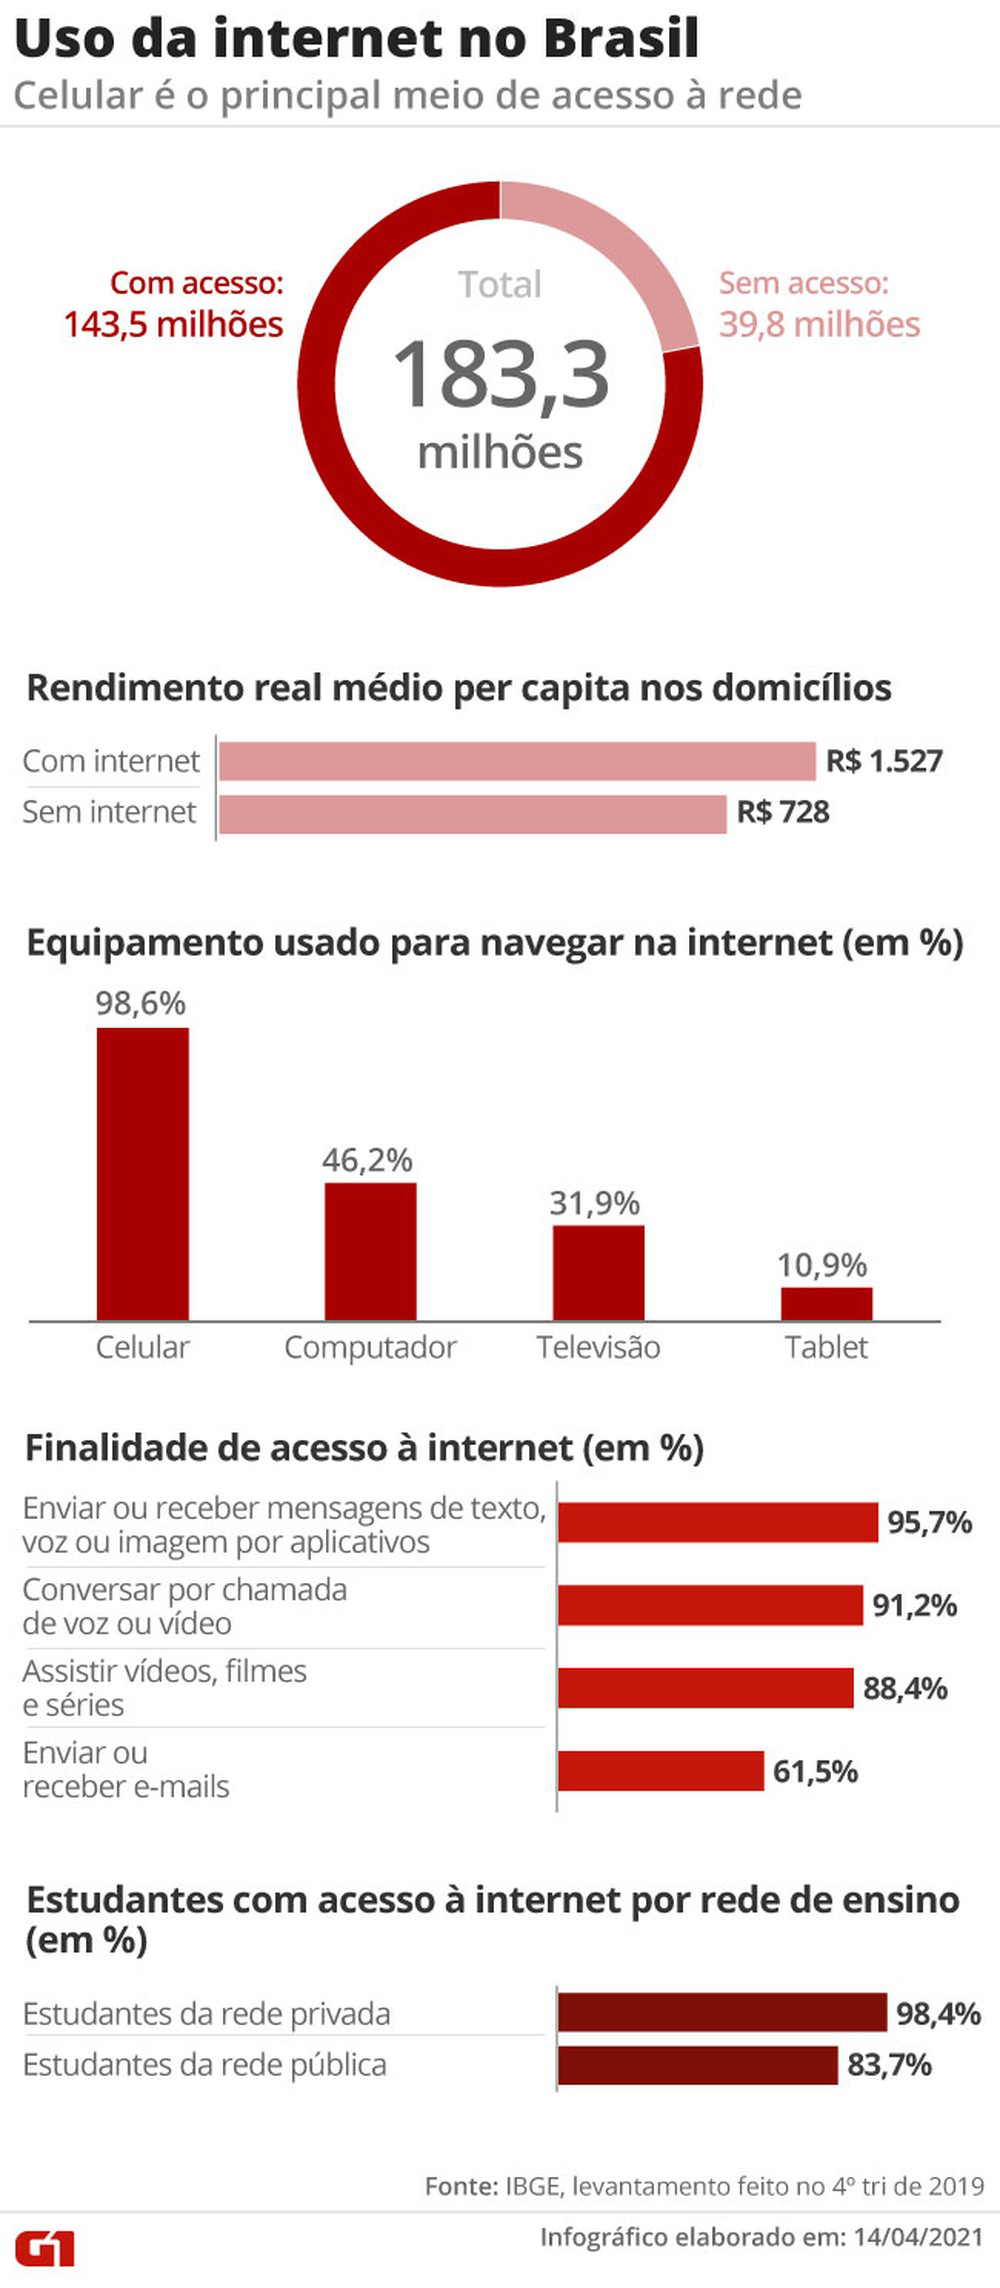 Uso da internet no Brasil
Celular é o principal meio de acesso à rede
Com acesso:
143,5 milhões
Total
183,3
milhões
Sem acesso:
39,8 milhões
Rendimento real médio per capita nos domicílios
Com internet
R$ 1.527
Sem internet
R$ 728
Equipamento usado para navegar na internet (em %)
98,6%
46,2%
31,9%
10,9%
Celular
Computador
Televisão
Tablet
Finalidade de acesso à internet (em %)
Enviar ou receber mensagens de texto,
voz ou imagem por aplicativos
95,7%
Conversar por chamada
de voz ou vídeo
91,2%
Assistir vídeos, filmes
e séries
88,4%
Enviar ou
receber e-mails
61,5%
Estudantes com acesso à internet por rede de ensino
(em %)
Estudantes da rede privada
98,4%
Estudantes da rede pública
83,7%
Fonte: IBGE, levantamento feito no 4º tri de 2019
G1
Infográfico elaborado em: 14/04/2021